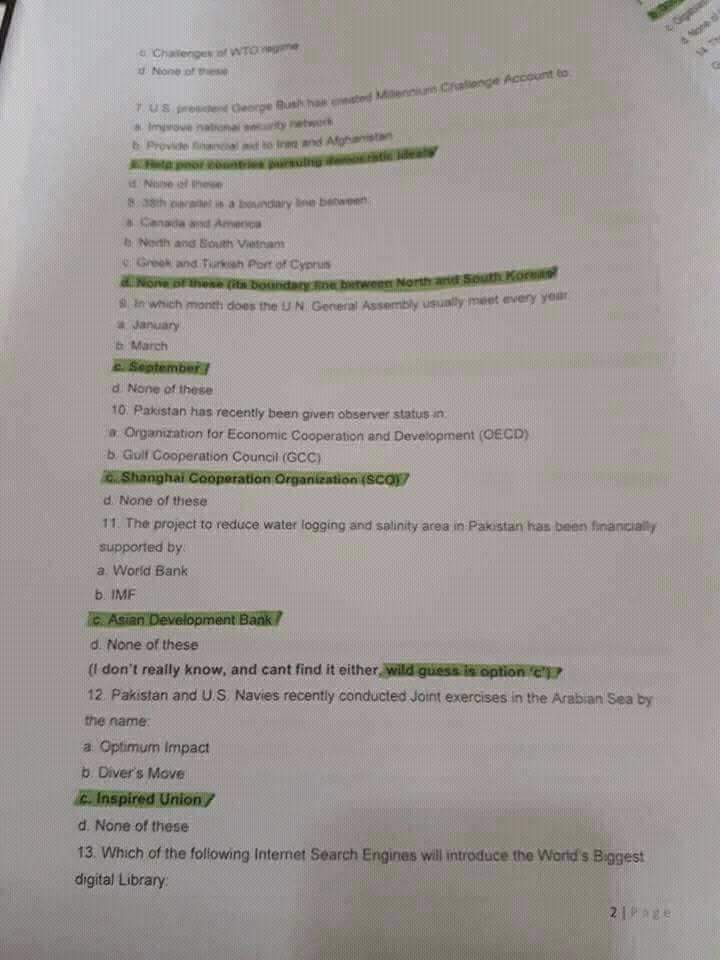 c. Challenges of WTO regime
d. None of these
7. U.S. president George Bush has created Millennium Challenge Account to:
a. Improve national security network
b. Provide financial aid to Iraq and Afghanistan
c. Help poor countries pursuing democratic ideals
d. None of these
8. 38th parallel is a boundary line between:
a. Canada and America
b. North and South Vietnam
c. Greek and Turkish Port of Cyprus
d. None of these (its boundary line between North and South Koreas)
9. In which month does the U.N. General Assembly usually meet every year:
a. January
b. March
c. September
d. None of these
10. Pakistan has recently been given observer status in:
a. Organization for Economic Cooperation and Development (OECD)
b. Gulf Cooperation Council (GCC)
c. Shanghai Cooperation Organization (SCO)
d. None of these
11. The project to reduce water logging and salinity area in Pakistan has been financially
supported by:
a. World Bank
b. IMF
c. Asian Development Bank
d. None of these
(I don't really know, and cant find it either, wild guess is option 'c')
12. Pakistan and U.S. Navies recently conducted Joint exercises in the Arabian Sea by
the name:
a. Optimum Impact
b. Diver's Move
c. Inspired Union
d. None of these
13. Which of the following Internet Search Engines will introduce the World's Biggest
digital Library:
2 | Page